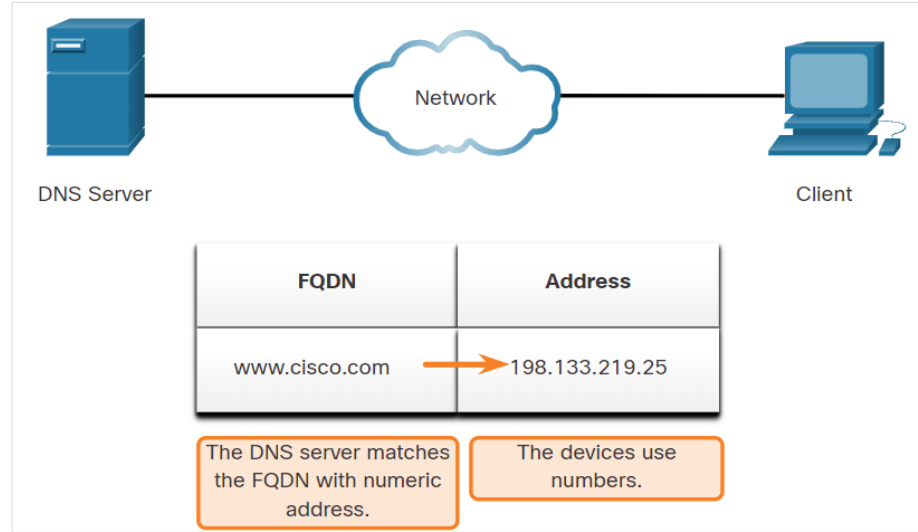 Network
DNS Server
Client
FQDN
Address
www.cisco.com
198.133.219.25
The DNS server matches
the FQDN with numeric
address.
The devices use
numbers.